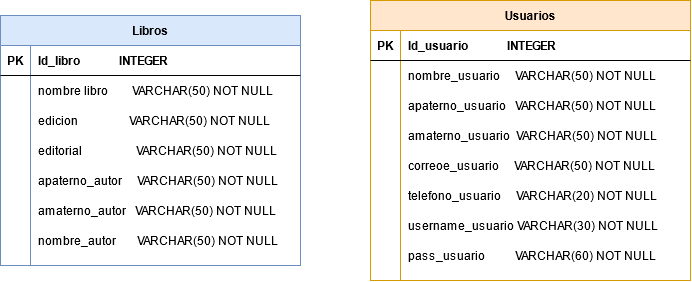 Libros
PK Id_libro INTEGER
nombre libro VARCHAR(50) NOT NULL
edicion VARCHAR(50) NOT NULL
editorial VARCHAR(50) NOT NULL
apaterno_autor VARCHAR(50) NOT NULL
amaterno_autor VARCHAR(50) NOT NULL
nombre_autor VARCHAR(50) NOT NULL
Usuarios
PK Id_usuario INTEGER
nombre_usuario VARCHAR(50) NOT NULL
apaterno_usuario VARCHAR(50) NOT NULL
amaterno_usuario VARCHAR(50) NOT NULL
correoe_usuario VARCHAR(50) NOT NULL
telefono_usuario VARCHAR(20) NOT NULL
username_usuario VARCHAR(30) NOT NULL
pass_usuario VARCHAR(60) NOT NULL